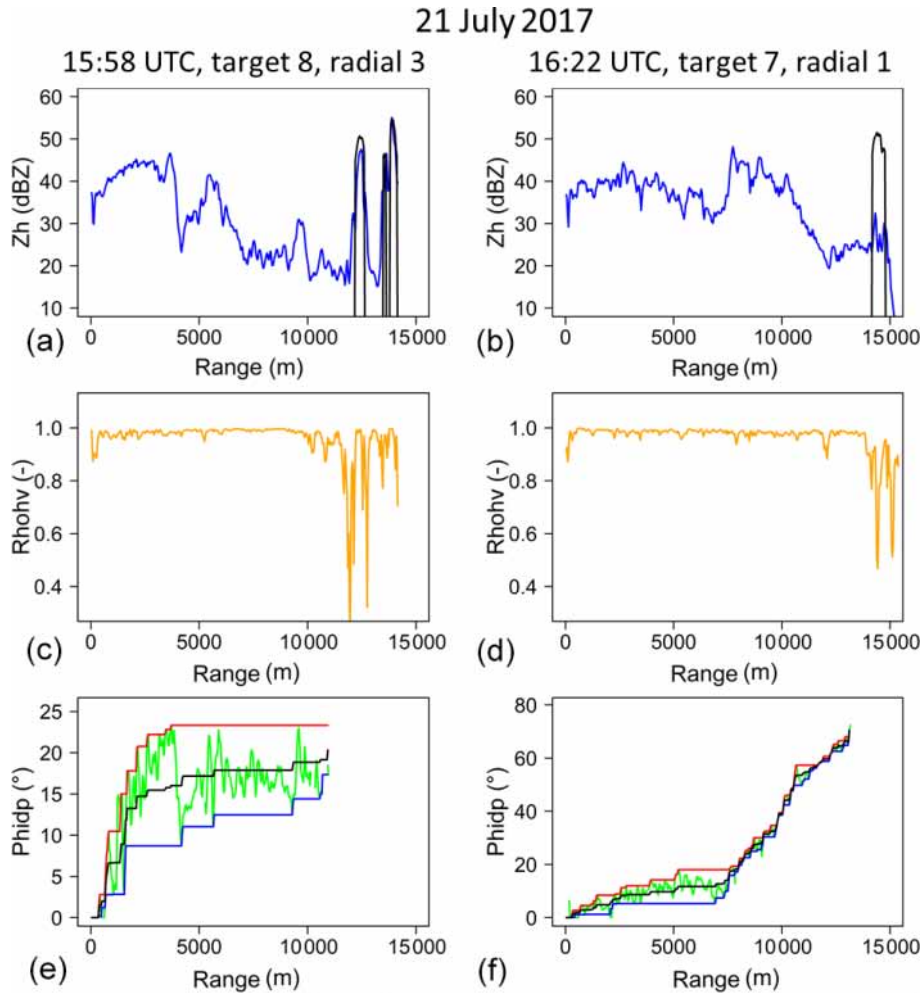 21 July 2017
15:58 UTC, target 8, radial 3
16:22 UTC, target 7, radial 1
Zh (dBZ)
60
50
40
30
20
10
0 5000 10000 15000
Range (m)
(a)
Zh (dBZ)
60
50
40
30
20
10
0 5000 10000 15000
Range (m)
(b)
Rhohv (-)
1.0
0.8
0.6
0.4
0 5000 10000 15000
Range (m)
(c)
Rhohv (-)
1.0
0.8
0.6
0.4
0 5000 10000 15000
Range (m)
(d)
Phidp (°)
25
20
15
10
5
0
0 5000 10000 15000
Range (m)
(e)
Phidp (°)
80
60
40
20
0
0 5000 10000 15000
Range (m)
(f)